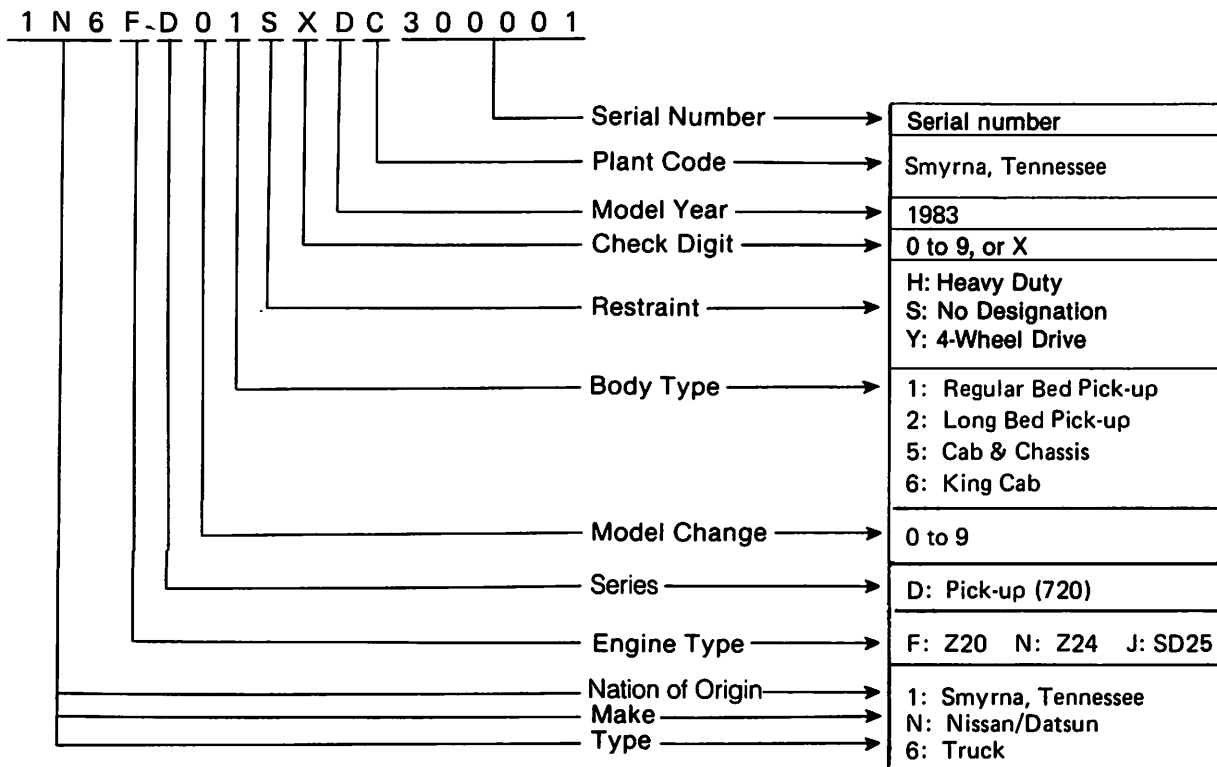 1 N 6 F D 0 1 S X D C 3 0 0 0 0 1
Serial Number
Serial number
Plant Code
Smyrna, Tennessee
Model Year
1983
Check Digit
0 to 9, or X
Restraint
H: Heavy Duty
S: No Designation
Y: 4-Wheel Drive
Body Type
1: Regular Bed Pick-up
2: Long Bed Pick-up
5: Cab & Chassis
6: King Cab
Model Change
0 to 9
Series
D: Pick-up (720)
Engine Type
F: Z20 N: Z24 J: SD25
Nation of Origin
1: Smyrna, Tennessee
Make
N: Nissan/Datsun
Type
6: Truck